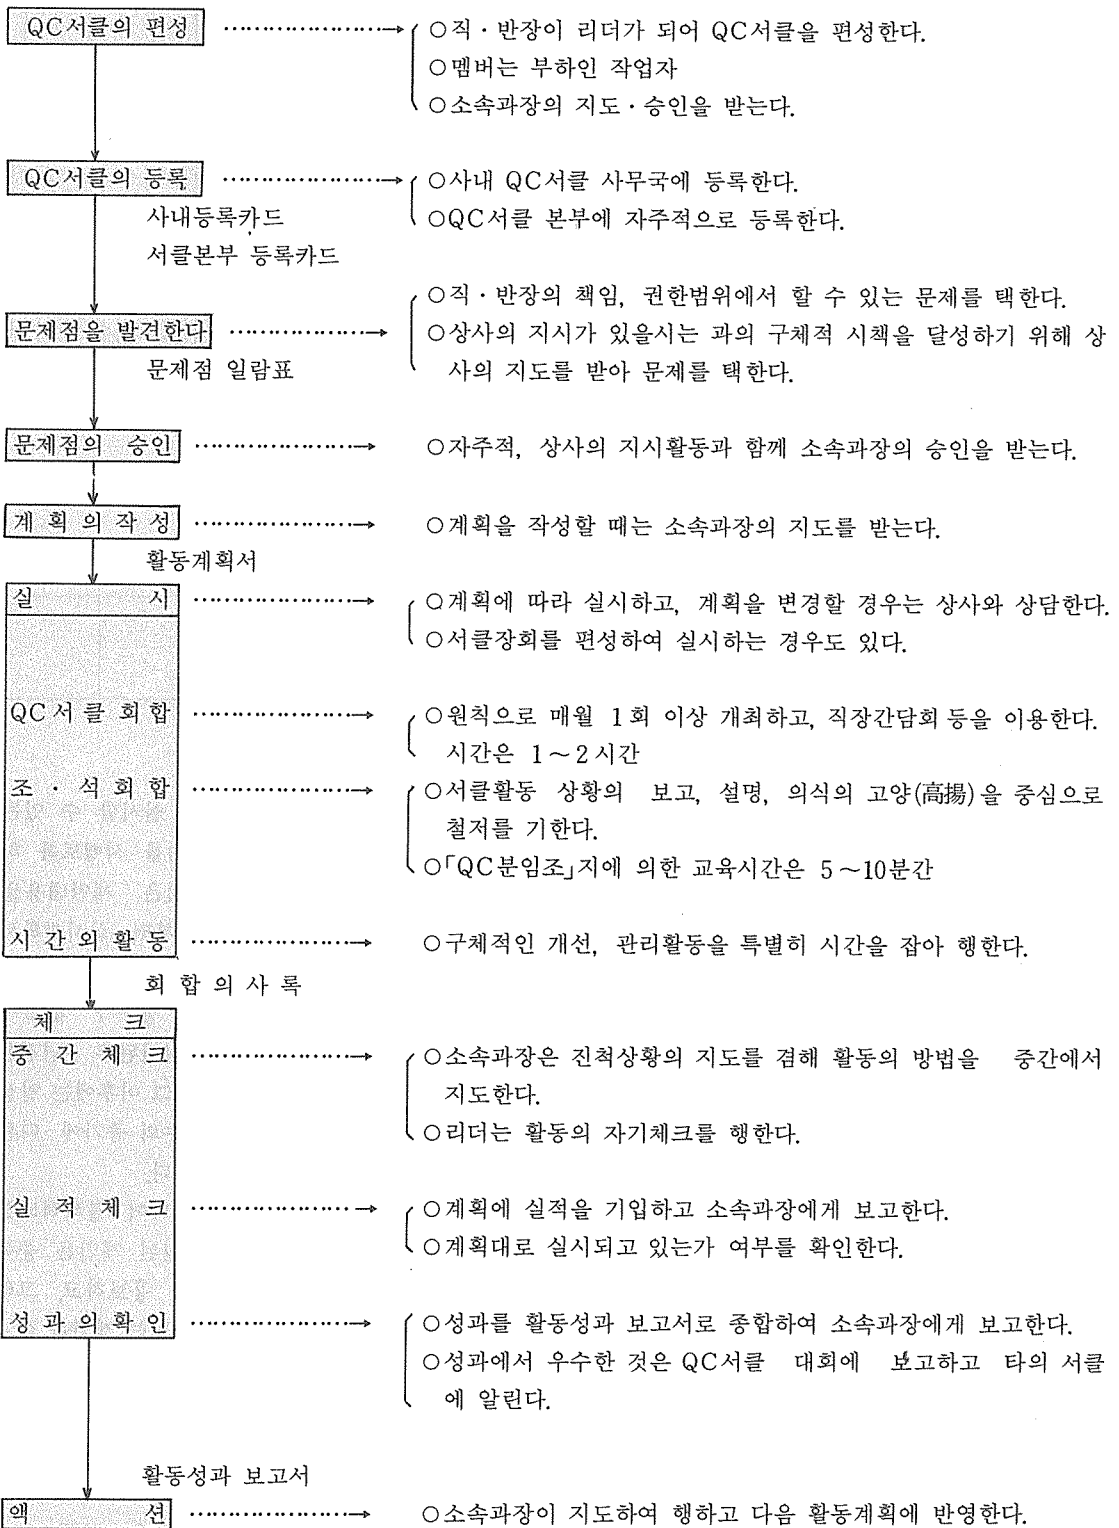 QC서클의 편성
○직·반장이 리더가 되어 QC서클을 편성한다.
○멤버는 부하인 작업자
○소속과장의 지도·승인을 받는다.
QC서클의 등록
○사내 QC서클 사무국에 등록한다.
사내등록카드
○QC서클 본부에 자주적으로 등록한다.
서클본부 등록카드
○직·반장의 책임, 권한범위에서 할 수 있는 문제를 택한다.
문제점을 발견한다
○상사의 지시가 있을시는 과의 구체적 시책을 달성하기 위해 상
문제점 일람표
사의 지도를 받아 문제를 택한다.
문제점의 승인
○자주적, 상사의 지시활동과 함께 소속과장의 승인을 받는다.
계획의작성
○계획을 작성할 때는 소속과장의 지도를 받는다.
활동계획서
실 시
○계획에 따라 실시하고, 계획을 변경할 경우는 상사와 상담한다.
○서클장회를 편성하여 실시하는 경우도 있다.
QC서클회합
○원칙으로 매월 1회 이상 개최하고, 직장간담회 등을 이용한다.
시간은 1～2시간
조·석회합
○서클활동 상황의 보고, 설명, 의식의 고양(高揚)을 중심으로
철저를 기한다.
○「QC분임조」지에 의한 교육시간은 5～10분간
시간외활동
○구체적인 개선, 관리활동을 특별히 시간을 잡아 행한다.
회합의사록
체 크
중간체크
○소속과장은 진척상황의 지도를 겸해 활동의 방법을 중간에서
지도한다.
○리더는 활동의 자기체크를 행한다.
실적체크
○계획에 실적을 기입하고 소속과장에게 보고한다.
○계획대로 실시되고 있는가 여부를 확인한다.
성과의확인
○성과를 활동성과 보고서로 종합하여 소속과장에게 보고한다.
○성과에서 우수한 것은 QC서클 대회에 보고하고 타의 서클
에 알린다.
활동성과 보고서
액 션
○소속과장이 지도하여 행하고 다음 활동계획에 반영한다.